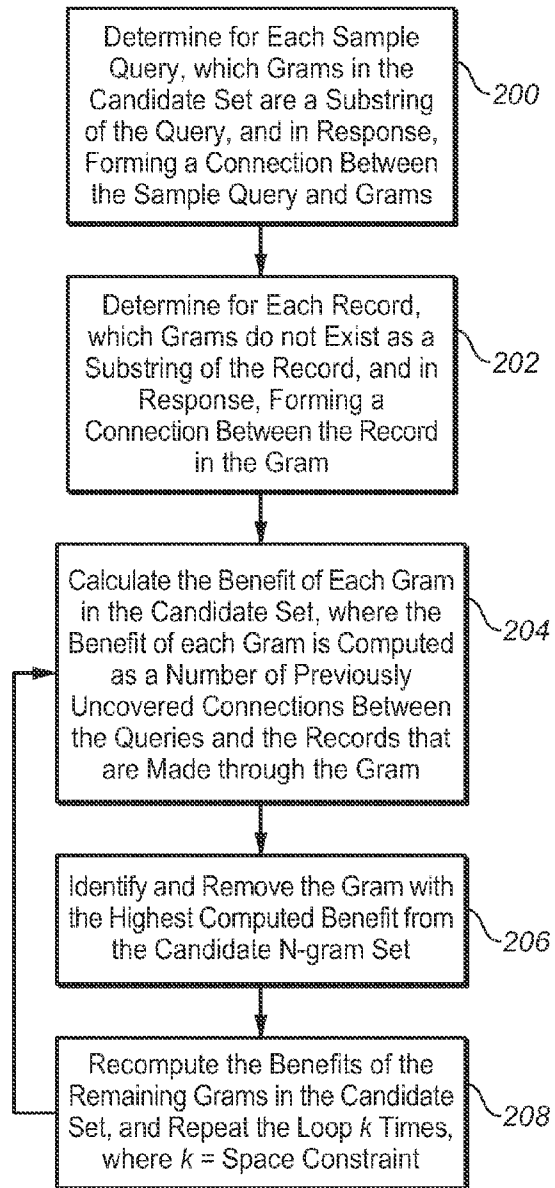 Determine for Each Sample
Query, which Grams in the
Candidate Set are a Substring
of the Query, and in Response,
Forming a Connection Between
the Sample Query and Grams
200
Determine for Each Record,
which Grams do not Exist as a
Substring of the Record, and in
Response, Forming a
Connection Between the Record
in the Gram
202
Calculate the Benefit of Each Gram
in the Candidate Set, where the
Benefit of each Gram is Computed
as a Number of Previously
Uncovered Connections Between
the Queries and the Records that
are Made through the Gram
204
Identify and Remove the Gram with
the Highest Computed Benefit from
the Candidate N-gram Set
206
Recompute the Benefits of the
Remaining Grams in the Candidate
Set, and Repeat the Loop k Times,
where k = Space Constraint
208